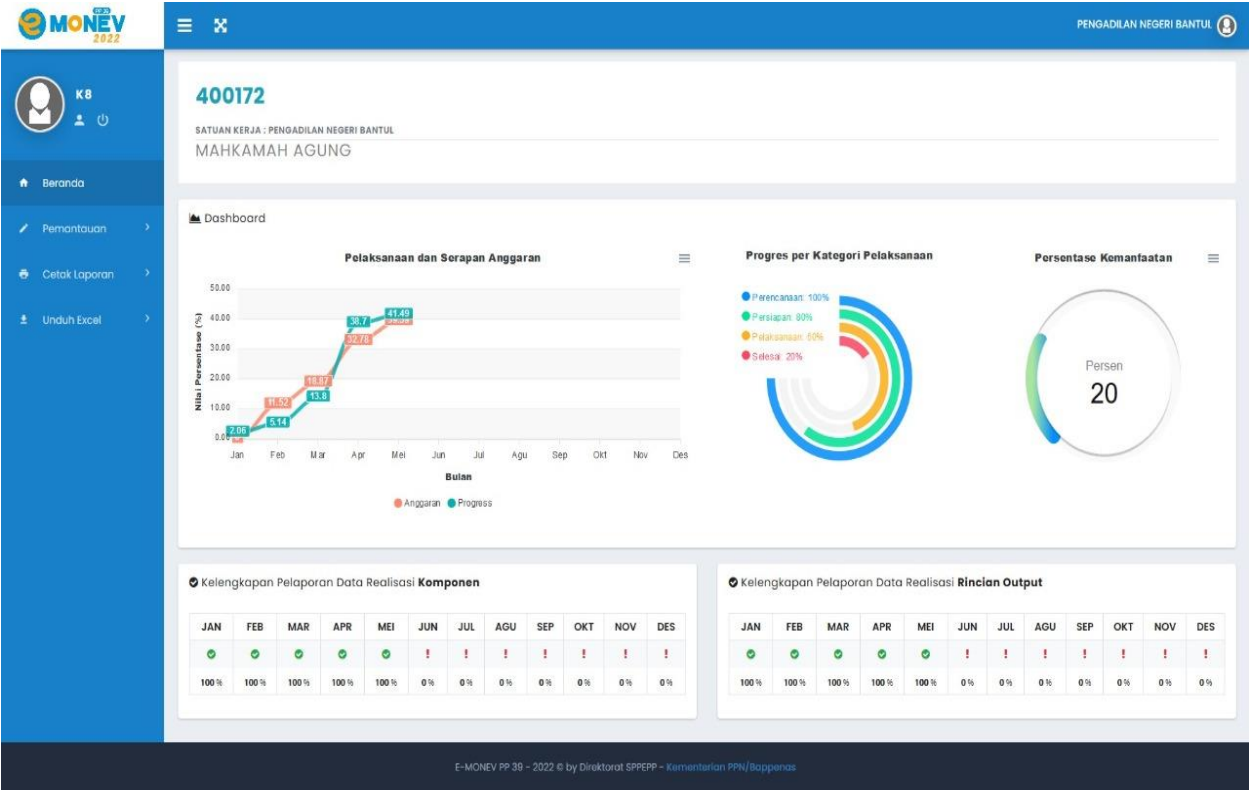 PP 39
eMONEV
2022
PENGADILAN NEGERI BANTUL
K8
Beranda
Pemantauan
Cetak Laporan
Unduh Excel
400172
SATUAN KERJA : PENGADILAN NEGERI BANTUL
MAHKAMAH AGUNG
Dashboard
Pelaksanaan dan Serapan Anggaran
Nilai Persentase (%)
50.00
40.00
30.00
20.00
10.00
2.06
11.52
5.14
18.87
13.8
32.78
38.7
41.49
Jan Feb Mar Apr Mei Jun Jul Agu Sep Okt Nov Des
Bulan
Anggaran Progress
Progres per Kategori Pelaksanaan
Perencanaan: 100%
Persiapan: 80%
Pelaksanaan: 50%
Selesai: 20%
Persentase Kemanfaatan
Persen
20
Kelengkapan Pelaporan Data Realisasi Komponen
JAN FEB MAR APR MEI JUN JUL AGU SEP OKT NOV DES
! ! ! ! ! ! !
100 % 100 % 100 % 100 % 100 % 0 % 0 % 0 % 0 % 0 % 0 % 0 %
Kelengkapan Pelaporan Data Realisasi Rincian Output
JAN FEB MAR APR MEI JUN JUL AGU SEP OKT NOV DES
! ! ! ! ! ! !
100 % 100 % 100 % 100 % 100 % 0 % 0 % 0 % 0 % 0 % 0 % 0 %
E-MONEV PP 39 - 2022 © by Direktorat SPPEPP - Kementerian PPN/Bappenas